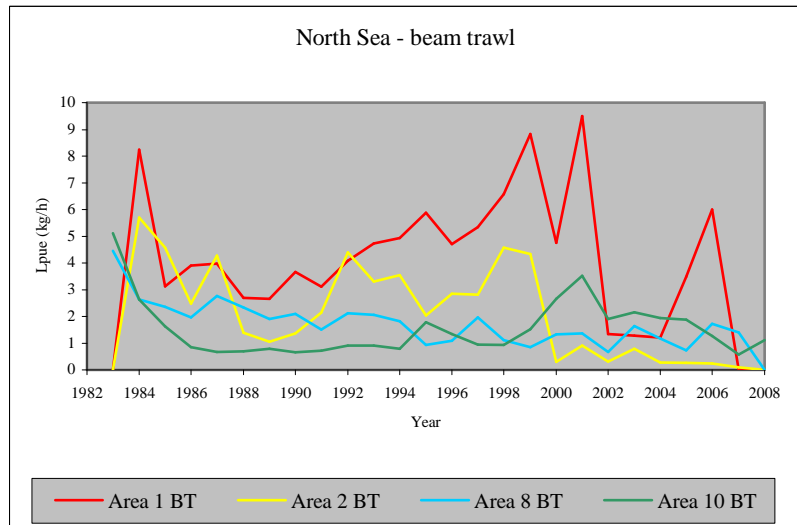 North Sea - beam trawl
10
9
8
7
6
5
4
3
2
1
0
Lpue (kg/h)
1982 1984 1986 1988 1990 1992 1994 1996 1998 2000 2002 2004 2006 2008
Year
Area 1 BT Area 2 BT Area 8 BT Area 10 BT